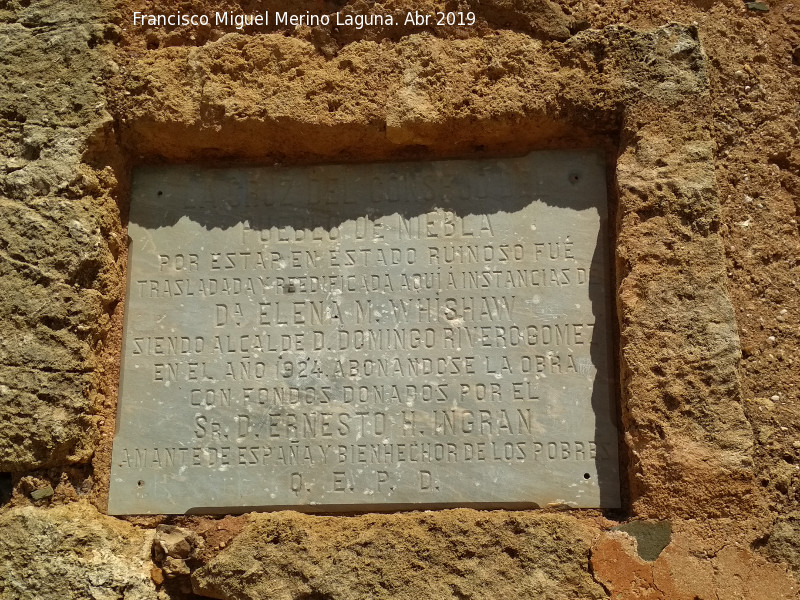 Francisco Miguel Merino Laguna. Abr 2019
LA CRUZ DEL CONSEJO
PUEBLO DE NIEBLA
POR ESTAR EN ESTADO RUINOSO FUÉ
TRASLADADA Y REEDIFICADA AQUÍ Á INSTANCIAS DE
Dª ELENA M. WHISHAW
SIENDO ALCALDE D. DOMINGO RIVERO GOMEZ
EN EL AÑO 1924. ABONANDOSE LA OBRA
CON FONDOS DONADOS POR EL
SR. D. ERNESTO H. INGRAN
AMANTE DE ESPAÑA Y BIENHECHOR DE LOS POBRES
Q. E. P. D.